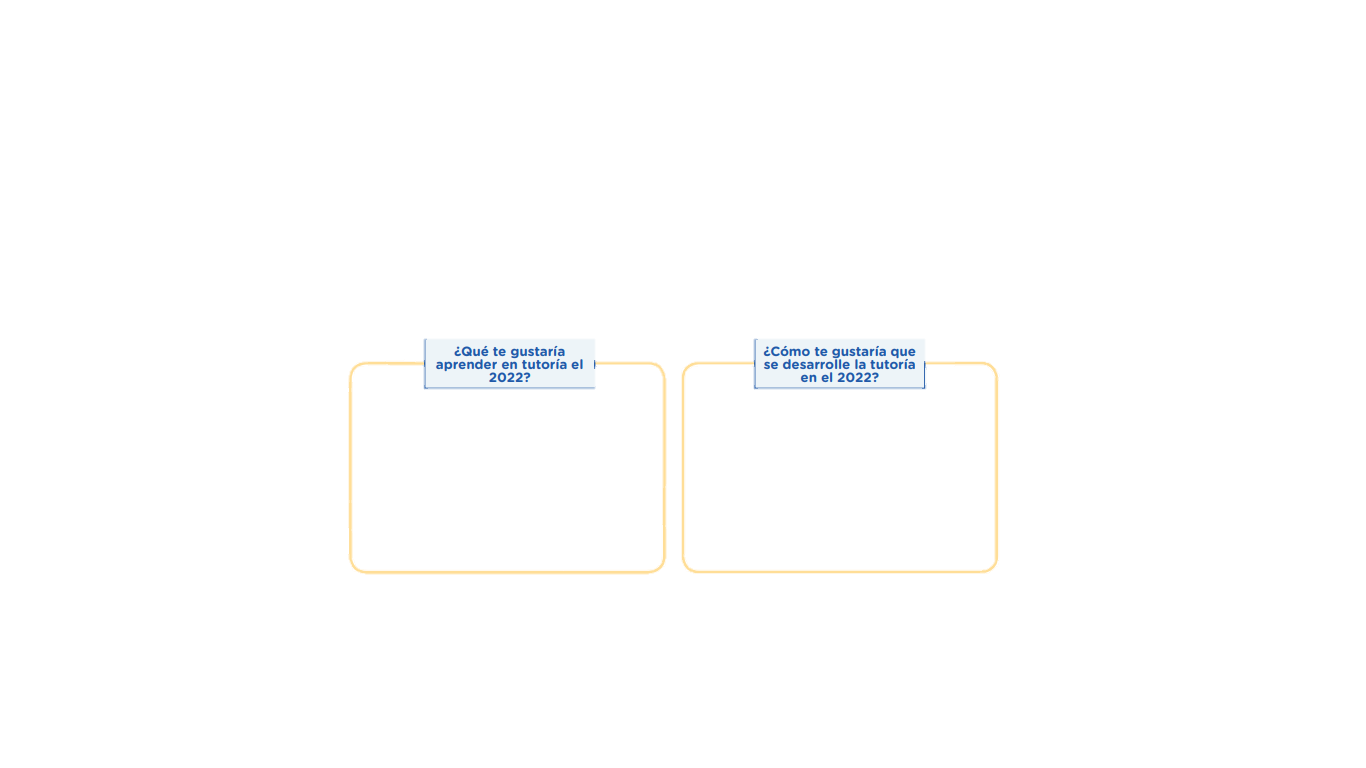 ¿Qué te gustaría
aprender en tutoría el
2022?
¿Cómo te gustaría que
se desarrolle la tutoría
en el 2022?